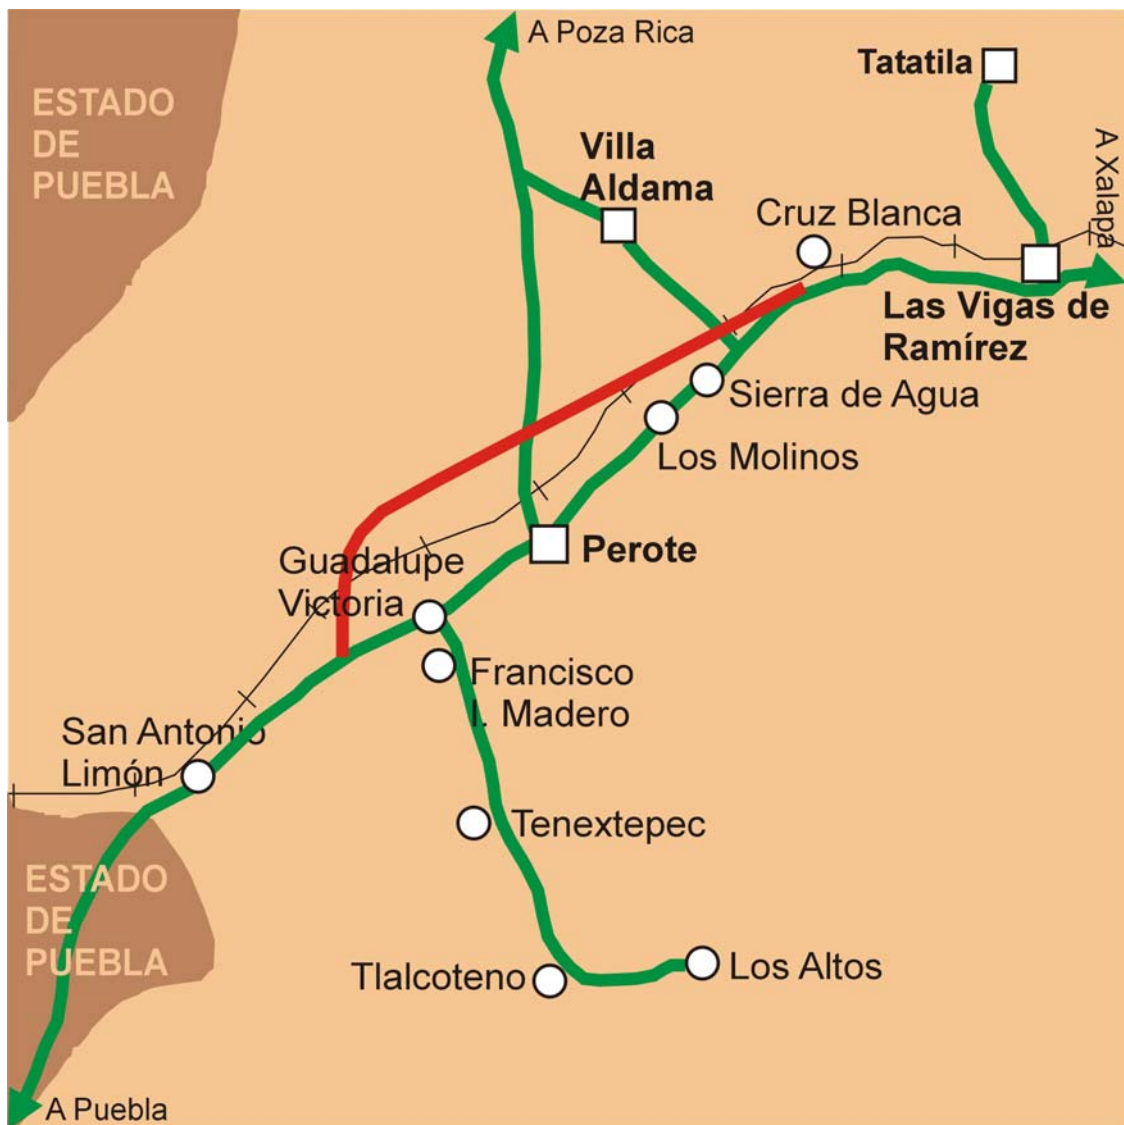 A Poza Rica
Tatatila
ESTADO
DE
PUEBLA
Villa
Aldama
A Xalapa
Cruz Blanca
Las Vigas de
Ramírez
Sierra de Agua
Los Molinos
Guadalupe
Victoria
Perote
Francisco
I. Madero
San Antonio
Limón
Tenextepec
ESTADO
DE
PUEBLA
Tlalcoteno
Los Altos
A Puebla